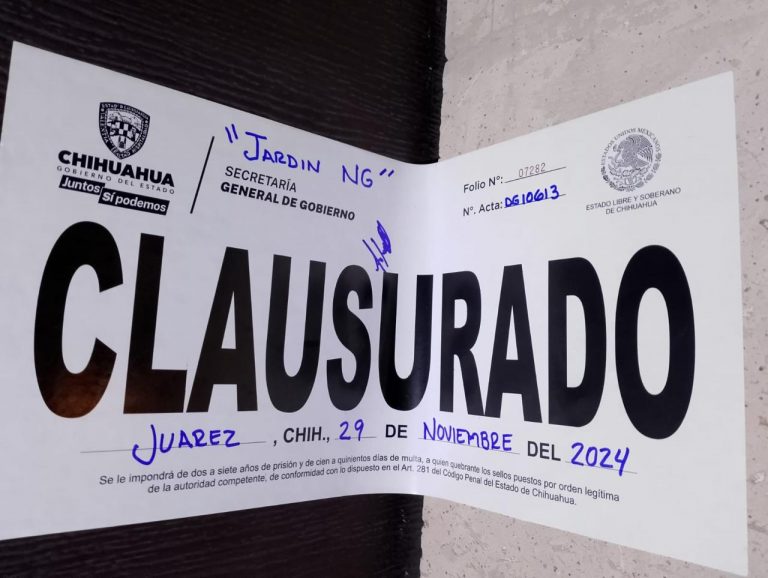 CHIHUAHUA
GOBIERNO DEL ESTADO
Juntos Sí podemos
"JARDIN NG"
SECRETARÍA
GENERAL DE GOBIERNO
Folio N°: 07282
N°. Acta: DG10613
ESTADOS UNIDOS MEXICANOS
ESTADO LIBRE Y SOBERANO
DE CHIHUAHUA
CLAUSURADO
JUAREZ, CHIH., 29 DE NOVIEMBRE DEL 2024
Se le impondrá de dos a siete años de prisión y de cien a quinientos días de multa, a quien quebrante los sellos puestos por orden legítima
de la autoridad competente, de conformidad con lo dispuesto en el Art. 281 del Código Penal del Estado de Chihuahua.